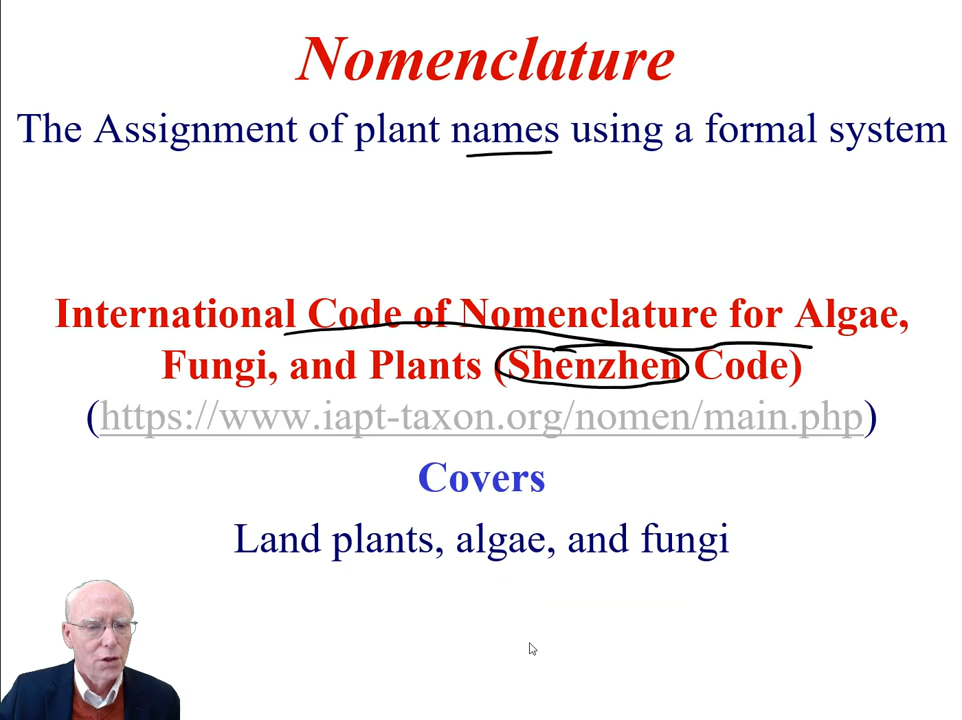 Nomenclature
The Assignment of plant names using a formal system
International Code of Nomenclature for Algae,
Fungi, and Plants (Shenzhen Code)
(https://www.iapt-taxon.org/nomen/main.php)
Covers
Land plants, algae, and fungi